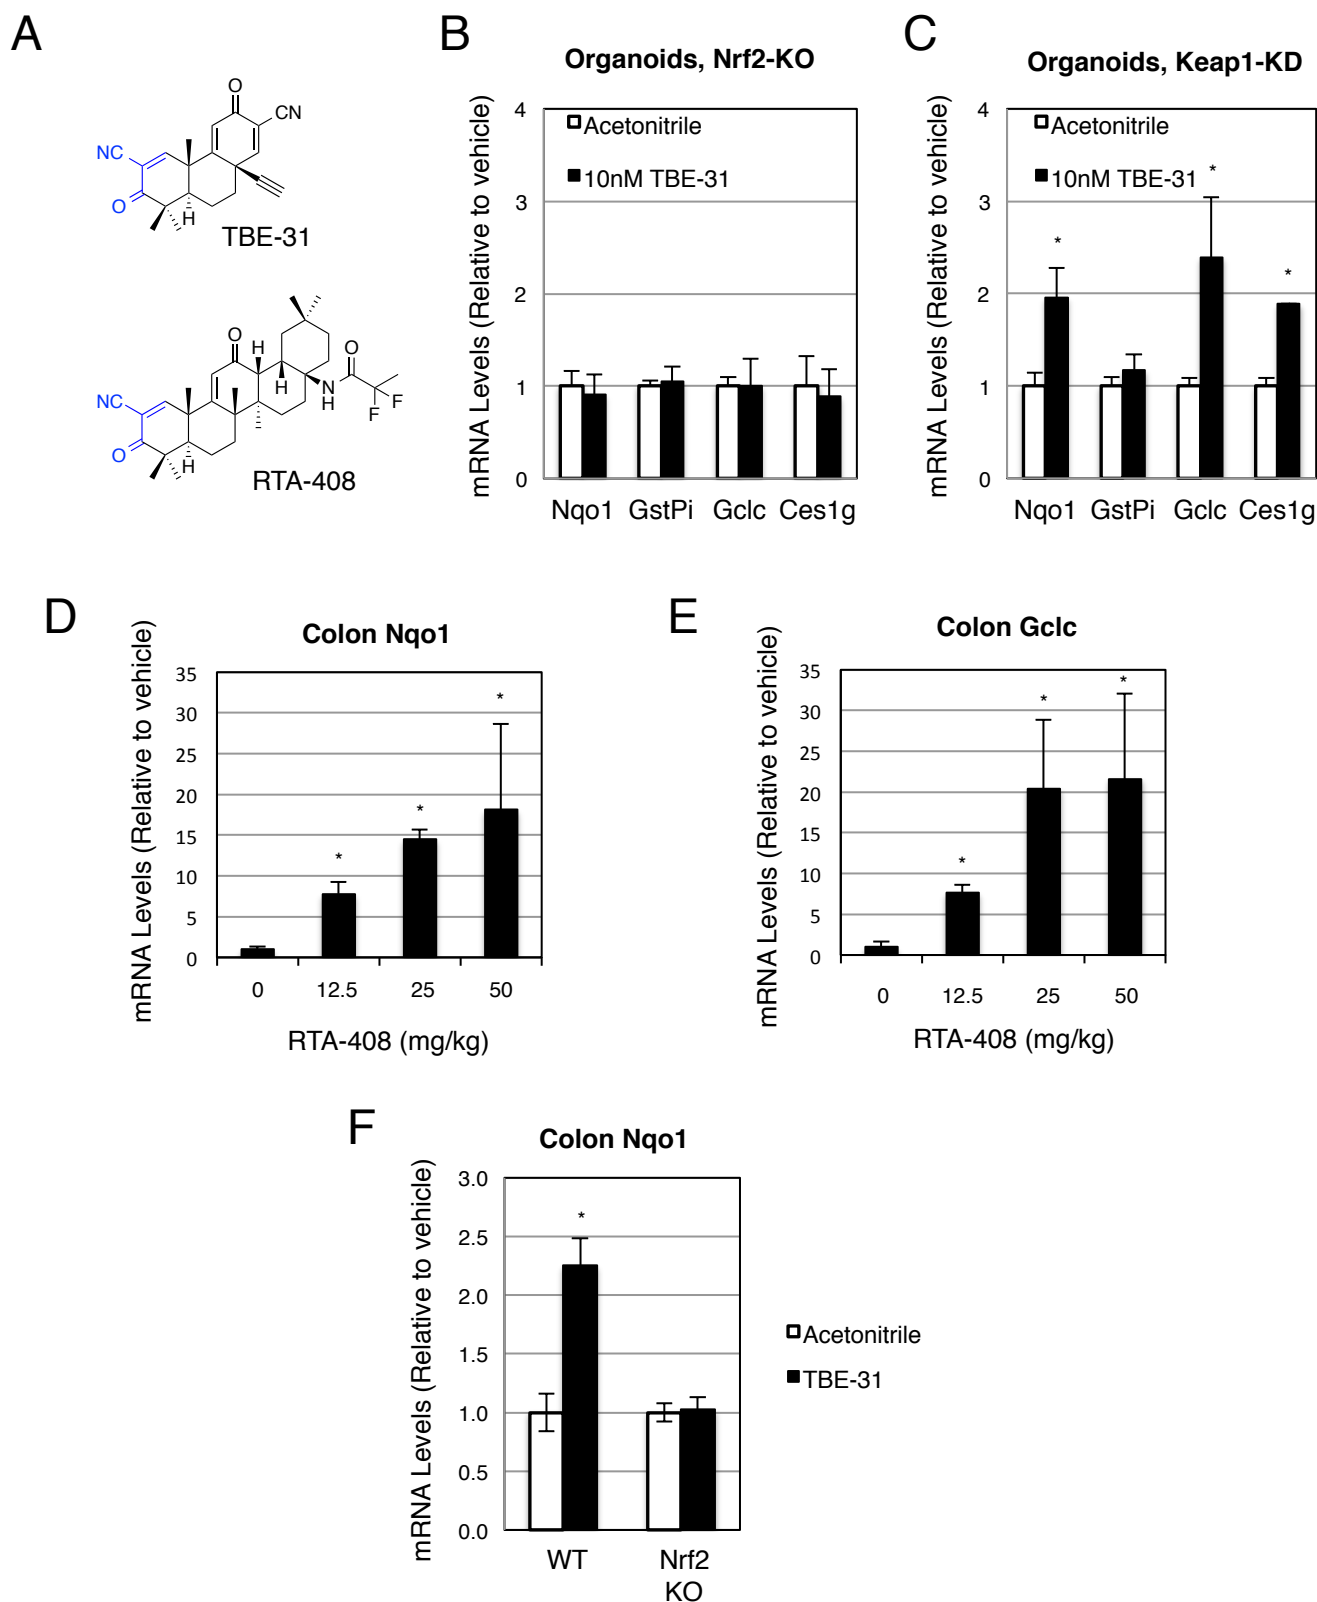 A
O
CN
NC
O
H
TBE-31
O
H
O
H
N
H
F
F
NC
O
H
RTA-408
B
Organoids, Nrf2-KO
mRNA Levels (Relative to vehicle)
4
3
2
1
0
Acetonitrile
10nM TBE-31
Nqo1 GstPi Gclc Ces1g
C
Organoids, Keap1-KD
mRNA Levels (Relative to vehicle)
4
3
2
1
0
Acetonitrile
10nM TBE-31
*
*
*
Nqo1 GstPi Gclc Ces1g
D
Colon Nqo1
mRNA Levels (Relative to vehicle)
35
30
25
20
15
10
5
0
*
*
*
0 12.5 25 50
RTA-408 (mg/kg)
E
Colon Gclc
mRNA Levels (Relative to vehicle)
35
30
25
20
15
10
5
0
*
*
*
0 12.5 25 50
RTA-408 (mg/kg)
F
Colon Nqo1
mRNA Levels (Relative to vehicle)
3.0
2.5
2.0
1.5
1.0
0.5
0.0
*
WT Nrf2
KO
Acetonitrile
TBE-31